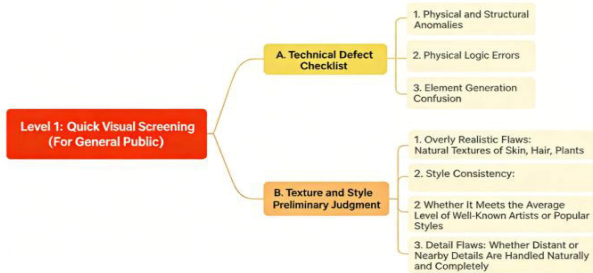 Level 1: Quick Visual Screening
(For General Public)
A. Technical Defect
Checklist
1. Physical and Structural
Anomalies
2. Physical Logic Errors
3. Element Generation
Confusion
B. Texture and Style
Preliminary Judgment
1. Overly Realistic Flaws:
Natural Textures of Skin, Hair, Plants
2. Style Consistency:
2 Whether It Meets the Average
Level of Well-Known Artists or Popular
Styles
3. Detail Flaws: Whether Distant or
Nearby Details Are Handled Naturally
and Completely